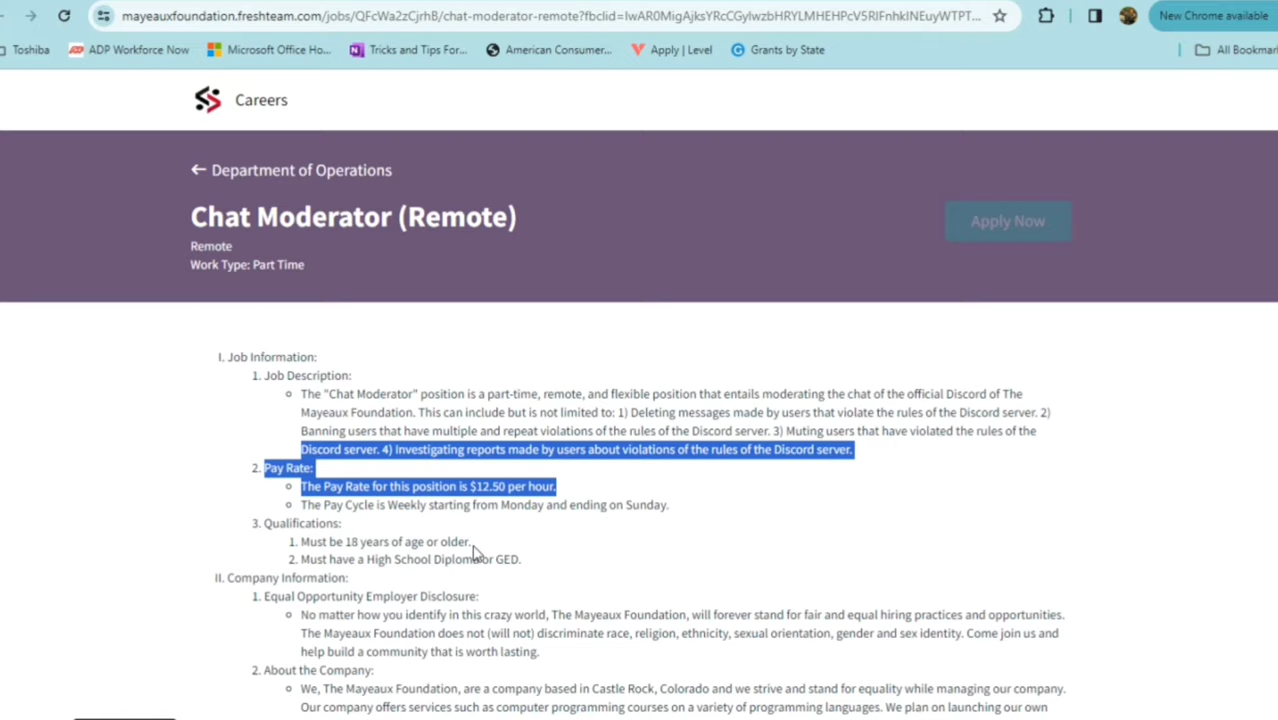 mayeauxfoundation.freshteam.com/jobs/QFcWa2zCjrhB/chat-moderator-remote?fbclid=IwAR0MigAjksYRcCGylwzbHRYLMHEHPcV5RIFnhkINEuyWTPT...
New Chrome available
Toshiba ADP Workforce Now Microsoft Office Ho... Tricks and Tips For... American Consumer... Apply | Level Grants by State All Bookmar
Careers
← Department of Operations
Chat Moderator (Remote)
Apply Now
Remote
Work Type: Part Time
I. Job Information:
1. Job Description:
The "Chat Moderator" position is a part-time, remote, and flexible position that entails moderating the chat of the official Discord of The
Mayeaux Foundation. This can include but is not limited to: 1) Deleting messages made by users that violate the rules of the Discord server. 2)
Banning users that have multiple and repeat violations of the rules of the Discord server. 3) Muting users that have violated the rules of the
Discord server. 4) Investigating reports made by users about violations of the rules of the Discord server.
2. Pay Rate:
The Pay Rate for this position is $12.50 per hour.
The Pay Cycle is Weekly starting from Monday and ending on Sunday.
3. Qualifications:
1. Must be 18 years of age or older.
2. Must have a High School Diploma or GED.
II. Company Information:
1. Equal Opportunity Employer Disclosure:
No matter how you identify in this crazy world, The Mayeaux Foundation, will forever stand for fair and equal hiring practices and opportunities.
The Mayeaux Foundation does not (will not) discriminate race, religion, ethnicity, sexual orientation, gender and sex identity. Come join us and
help build a community that is worth lasting.
2. About the Company:
We, The Mayeaux Foundation, are a company based in Castle Rock, Colorado and we strive and stand for equality while managing our company.
Our company offers services such as computer programming courses on a variety of programming languages. We plan on launching our own